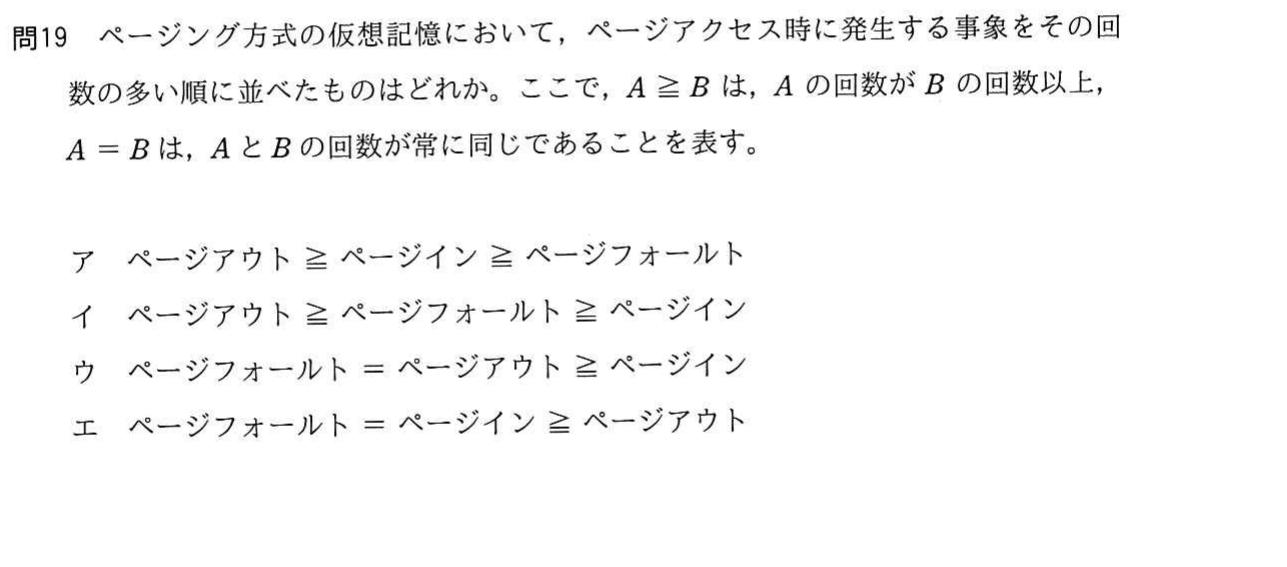 問19 ページング方式の仮想記憶において，ページアクセス時に発生する事象をその回
数の多い順に並べたものはどれか。ここで，A ≧ B は，A の回数が B の回数以上，
A = B は，A と B の回数が常に同じであることを表す。
ア ページアウト ≧ ページイン ≧ ページフォールト
イ ページアウト ≧ ページフォールト ≧ ページイン
ウ ページフォールト = ページアウト ≧ ページイン
エ ページフォールト = ページイン ≧ ページアウト